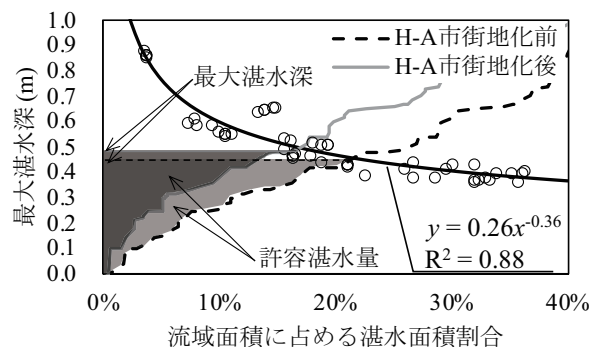 1.0
0.9
0.8
0.7
0.6
0.5
0.4
0.3
0.2
0.1
0.0
最大湛水深 (m)
H-A市街地化前
H-A市街地化後
最大湛水深
許容湛水量
y = 0.26x^-0.36
R² = 0.88
0% 10% 20% 30% 40%
流域面積に占める湛水面積割合